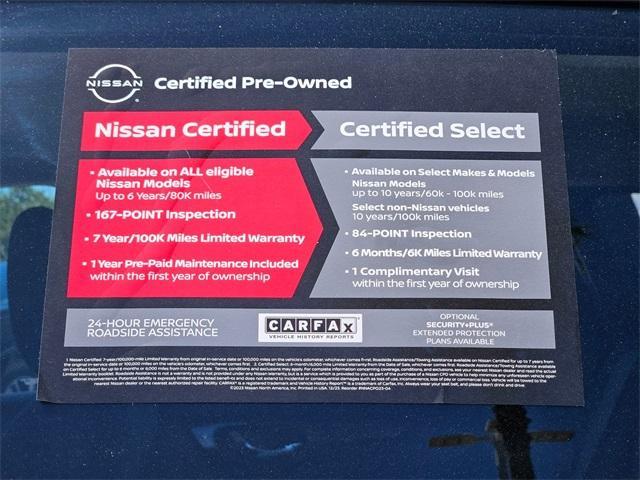 NISSAN
Certified Pre-Owned
Nissan Certified
• Available on ALL eligible
Nissan Models
Up to 6 Years/80K miles
• 167-POINT Inspection
• 7 Year/100K Miles Limited Warranty
• 1 Year Pre-Paid Maintenance Included
within the first year of ownership
Certified Select
• Available on Select Makes & Models
Nissan Models
up to 10 years/60k - 100k miles
Select non-Nissan vehicles
10 years/100k miles
• 84-POINT Inspection
• 6 Months/6K Miles Limited Warranty
• 1 Complimentary Visit
within the first year of ownership
24-HOUR EMERGENCY
ROADSIDE ASSISTANCE
CARFAX
VEHICLE HISTORY REPORTS
OPTIONAL
SECURITY+PLUS®
EXTENDED PROTECTION
PLANS AVAILABLE